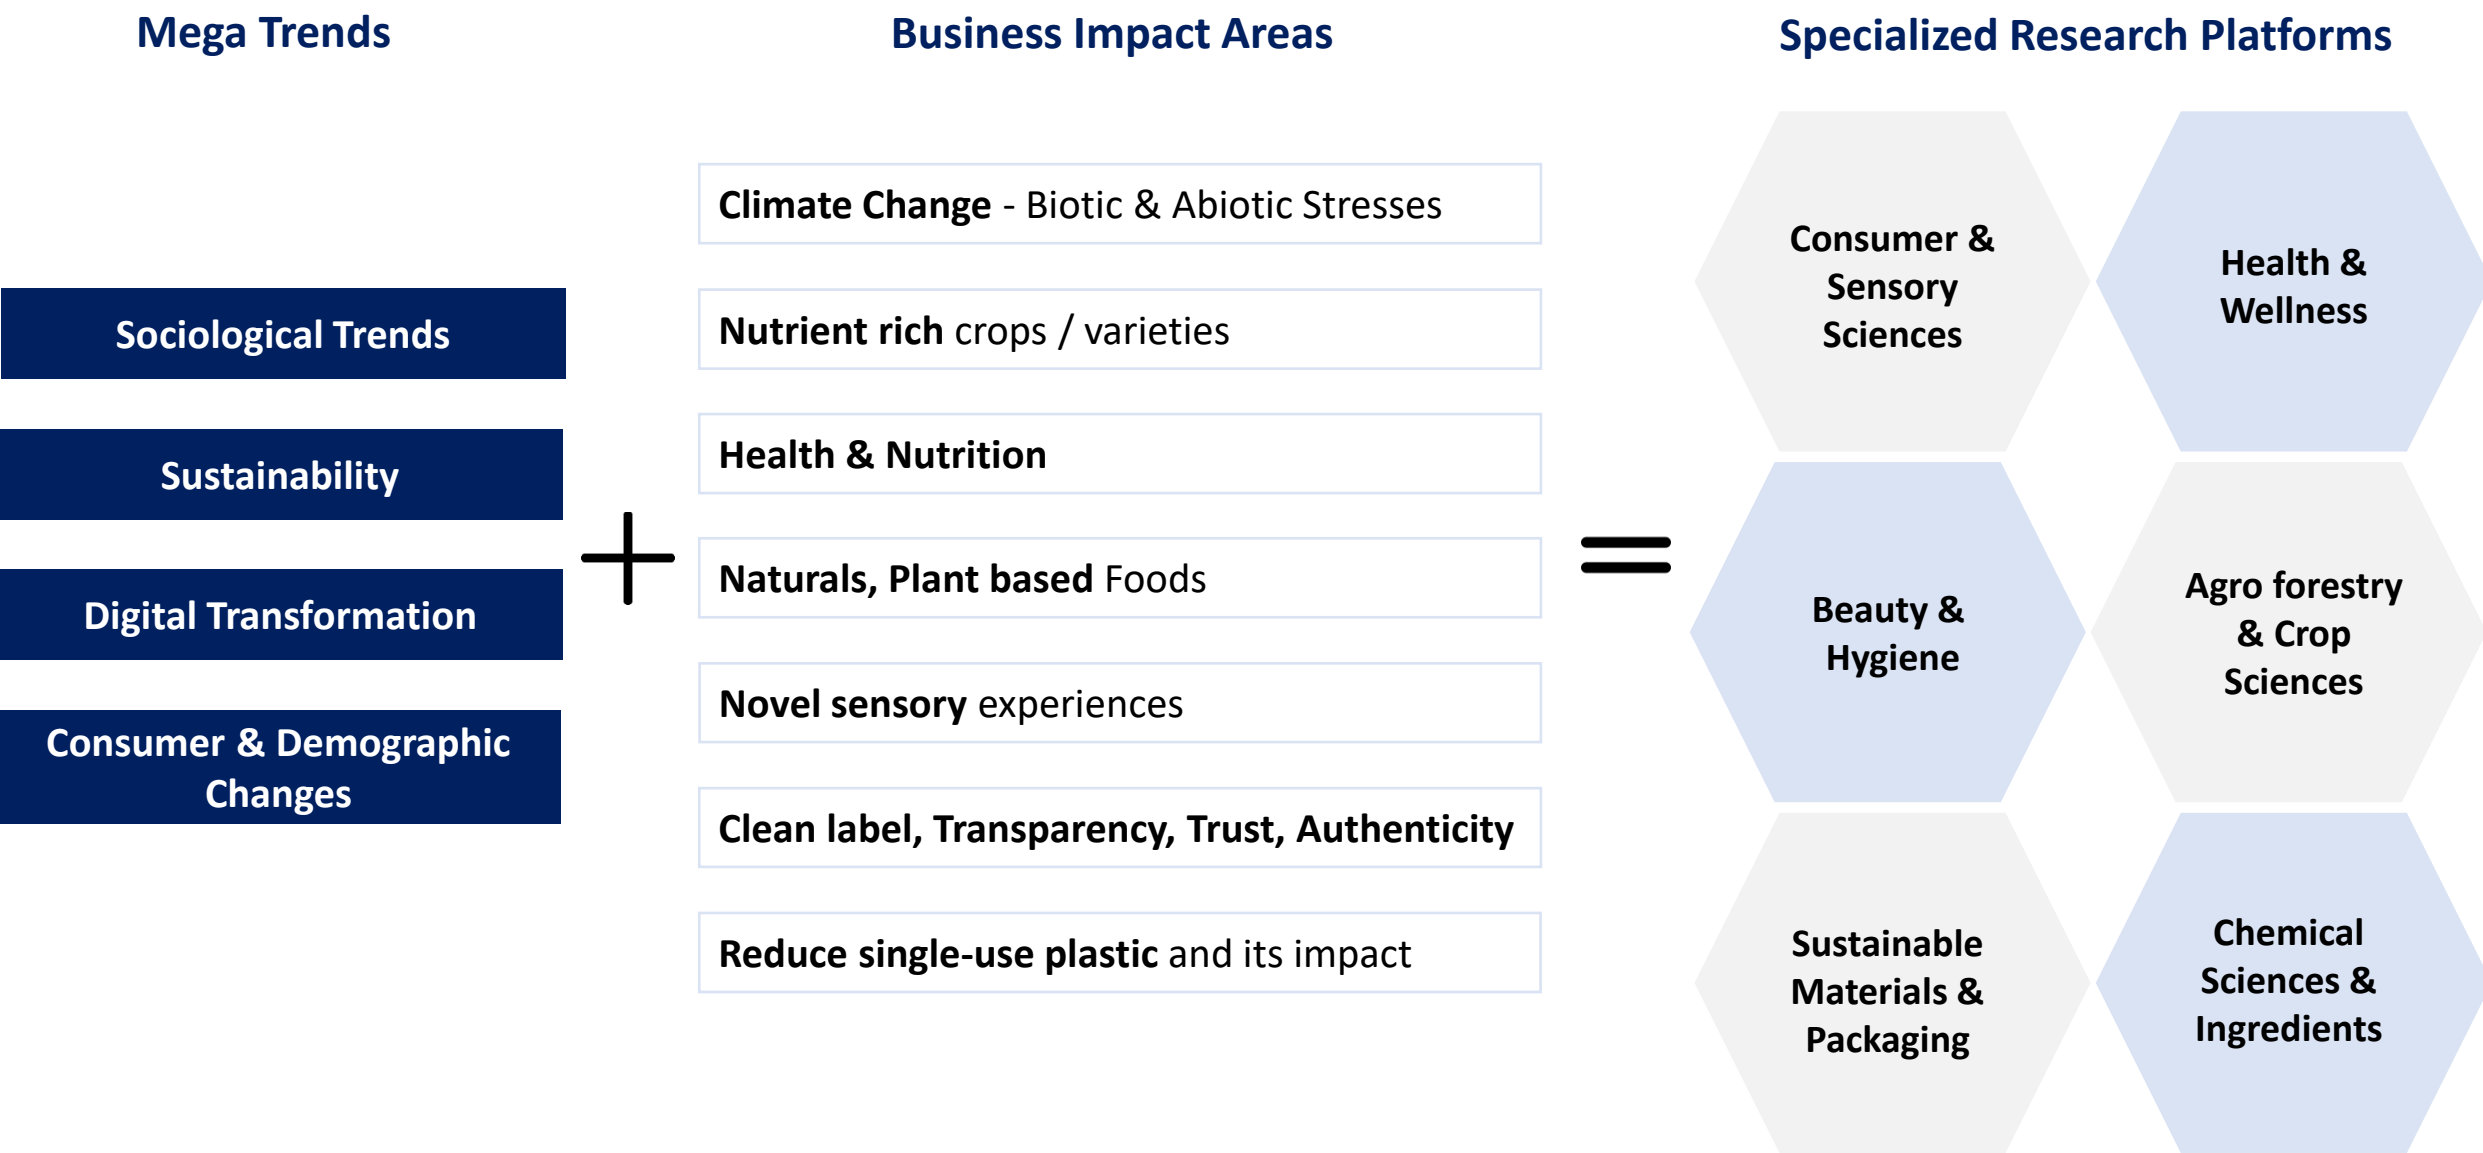 Mega Trends
Sociological Trends
Sustainability
Digital Transformation
Consumer & Demographic
Changes
Business Impact Areas
Climate Change - Biotic & Abiotic Stresses
Nutrient rich crops / varieties
Health & Nutrition
Naturals, Plant based Foods
Novel sensory experiences
Clean label, Transparency, Trust, Authenticity
Reduce single-use plastic and its impact
Specialized Research Platforms
Consumer &
Sensory
Sciences
Health &
Wellness
Beauty &
Hygiene
Agro forestry
& Crop
Sciences
Sustainable
Materials &
Packaging
Chemical
Sciences &
Ingredients